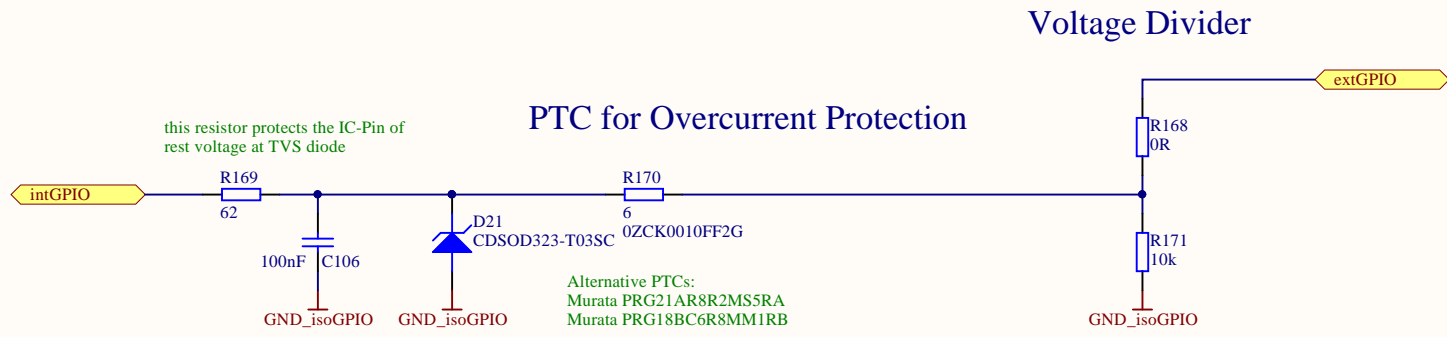 Voltage Divider
extGPIO
PTC for Overcurrent Protection
this resistor protects the IC-Pin of
rest voltage at TVS diode
R168
0R
R169
62
intGPIO
R170
6
0ZCK0010FF2G
D21
CDSOD323-T03SC
100nF
C106
R171
10k
Alternative PTCs:
Murata PRG21AR8R2MS5RA
Murata PRG18BC6R8MM1RB
GND_isoGPIO
GND_isoGPIO
GND_isoGPIO